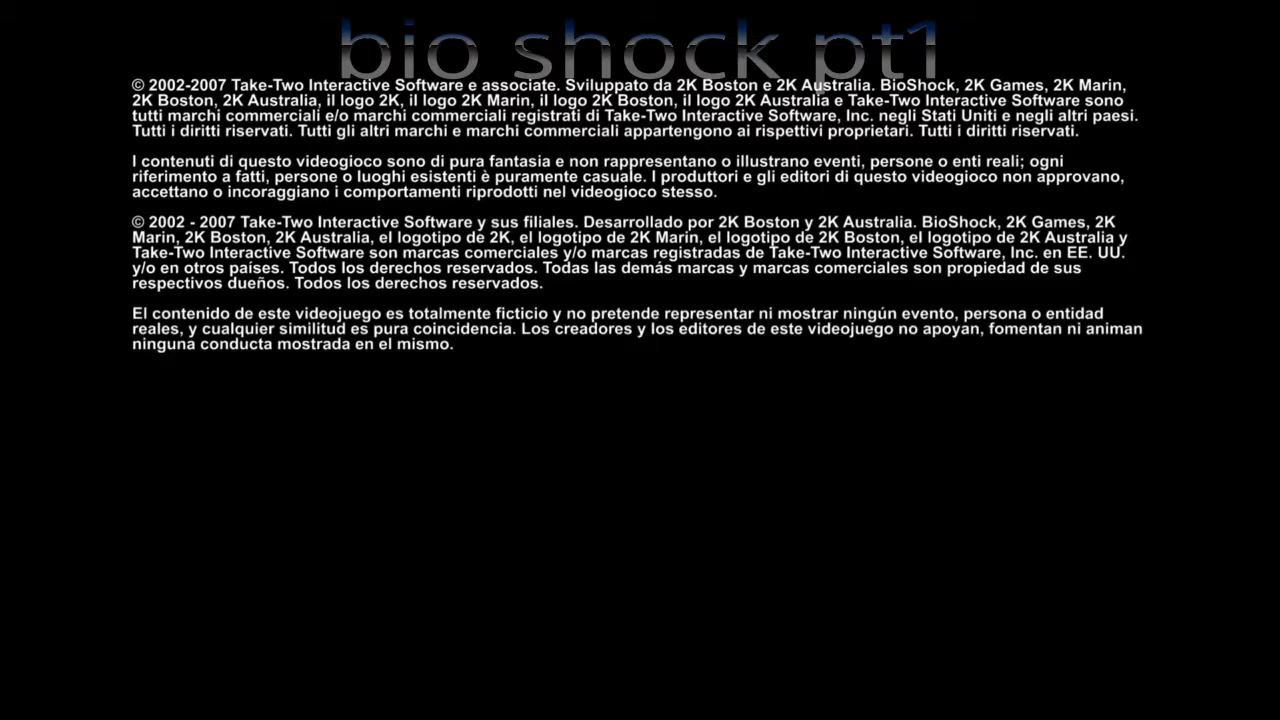 bio shock pt1
© 2002-2007 Take-Two Interactive Software e associate. Sviluppato da 2K Boston e 2K Australia. BioShock, 2K Games, 2K Marin,
2K Boston, 2K Australia, il logo 2K, il logo 2K Marin, il logo 2K Boston, il logo 2K Australia e Take-Two Interactive Software sono
tutti marchi commerciali e/o marchi commerciali registrati di Take-Two Interactive Software, Inc. negli Stati Uniti e negli altri paesi.
Tutti i diritti riservati. Tutti gli altri marchi e marchi commerciali appartengono ai rispettivi proprietari. Tutti i diritti riservati.
I contenuti di questo videogioco sono di pura fantasia e non rappresentano o illustrano eventi, persone o enti reali; ogni
riferimento a fatti, persone o luoghi esistenti è puramente casuale. I produttori e gli editori di questo videogioco non approvano,
accettano o incoraggiano i comportamenti riprodotti nel videogioco stesso.
© 2002 - 2007 Take-Two Interactive Software y sus filiales. Desarrollado por 2K Boston y 2K Australia. BioShock, 2K Games, 2K
Marin, 2K Boston, 2K Australia, el logotipo de 2K, el logotipo de 2K Marin, el logotipo de 2K Boston, el logotipo de 2K Australia y
Take-Two Interactive Software son marcas comerciales y/o marcas registradas de Take-Two Interactive Software, Inc. en EE. UU.
y/o en otros países. Todos los derechos reservados. Todas las demás marcas y marcas comerciales son propiedad de sus
respectivos dueños. Todos los derechos reservados.
El contenido de este videojuego es totalmente ficticio y no pretende representar ni mostrar ningún evento, persona o entidad
reales, y cualquier similitud es pura coincidencia. Los creadores y los editores de este videojuego no apoyan, fomentan ni animan
ninguna conducta mostrada en el mismo.